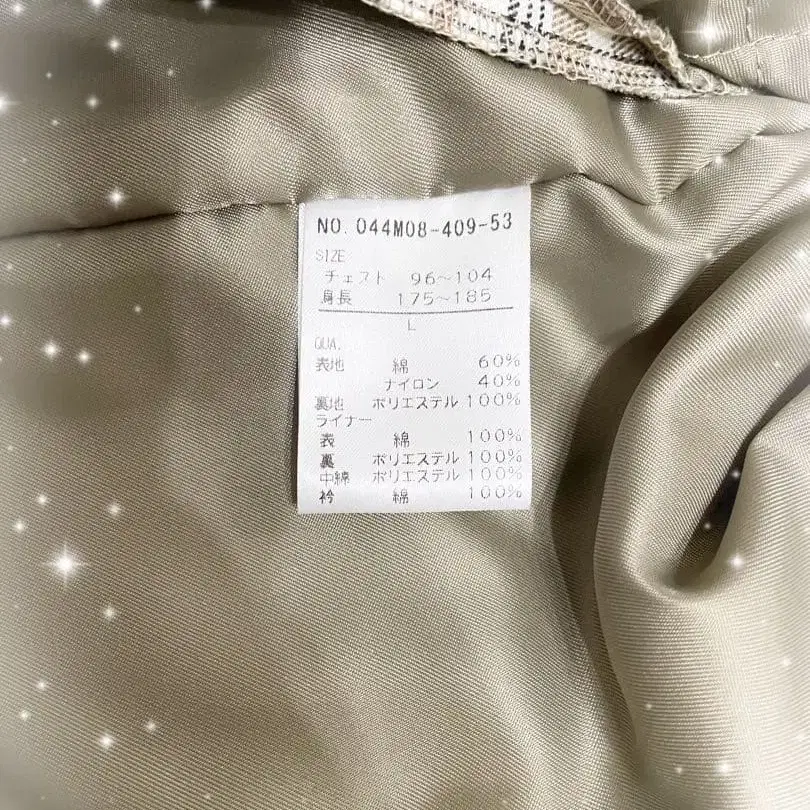 NO. 044M08-409-53
SIZE
チェスト 96~104
身長 175~185
L
QUA.
表地 綿 60%
ナイロン 40%
裏地 ポリエステル 100%
ライナー
表 綿 100%
裏 ポリエステル 100%
中綿 ポリエステル 100%
衿 綿 100%